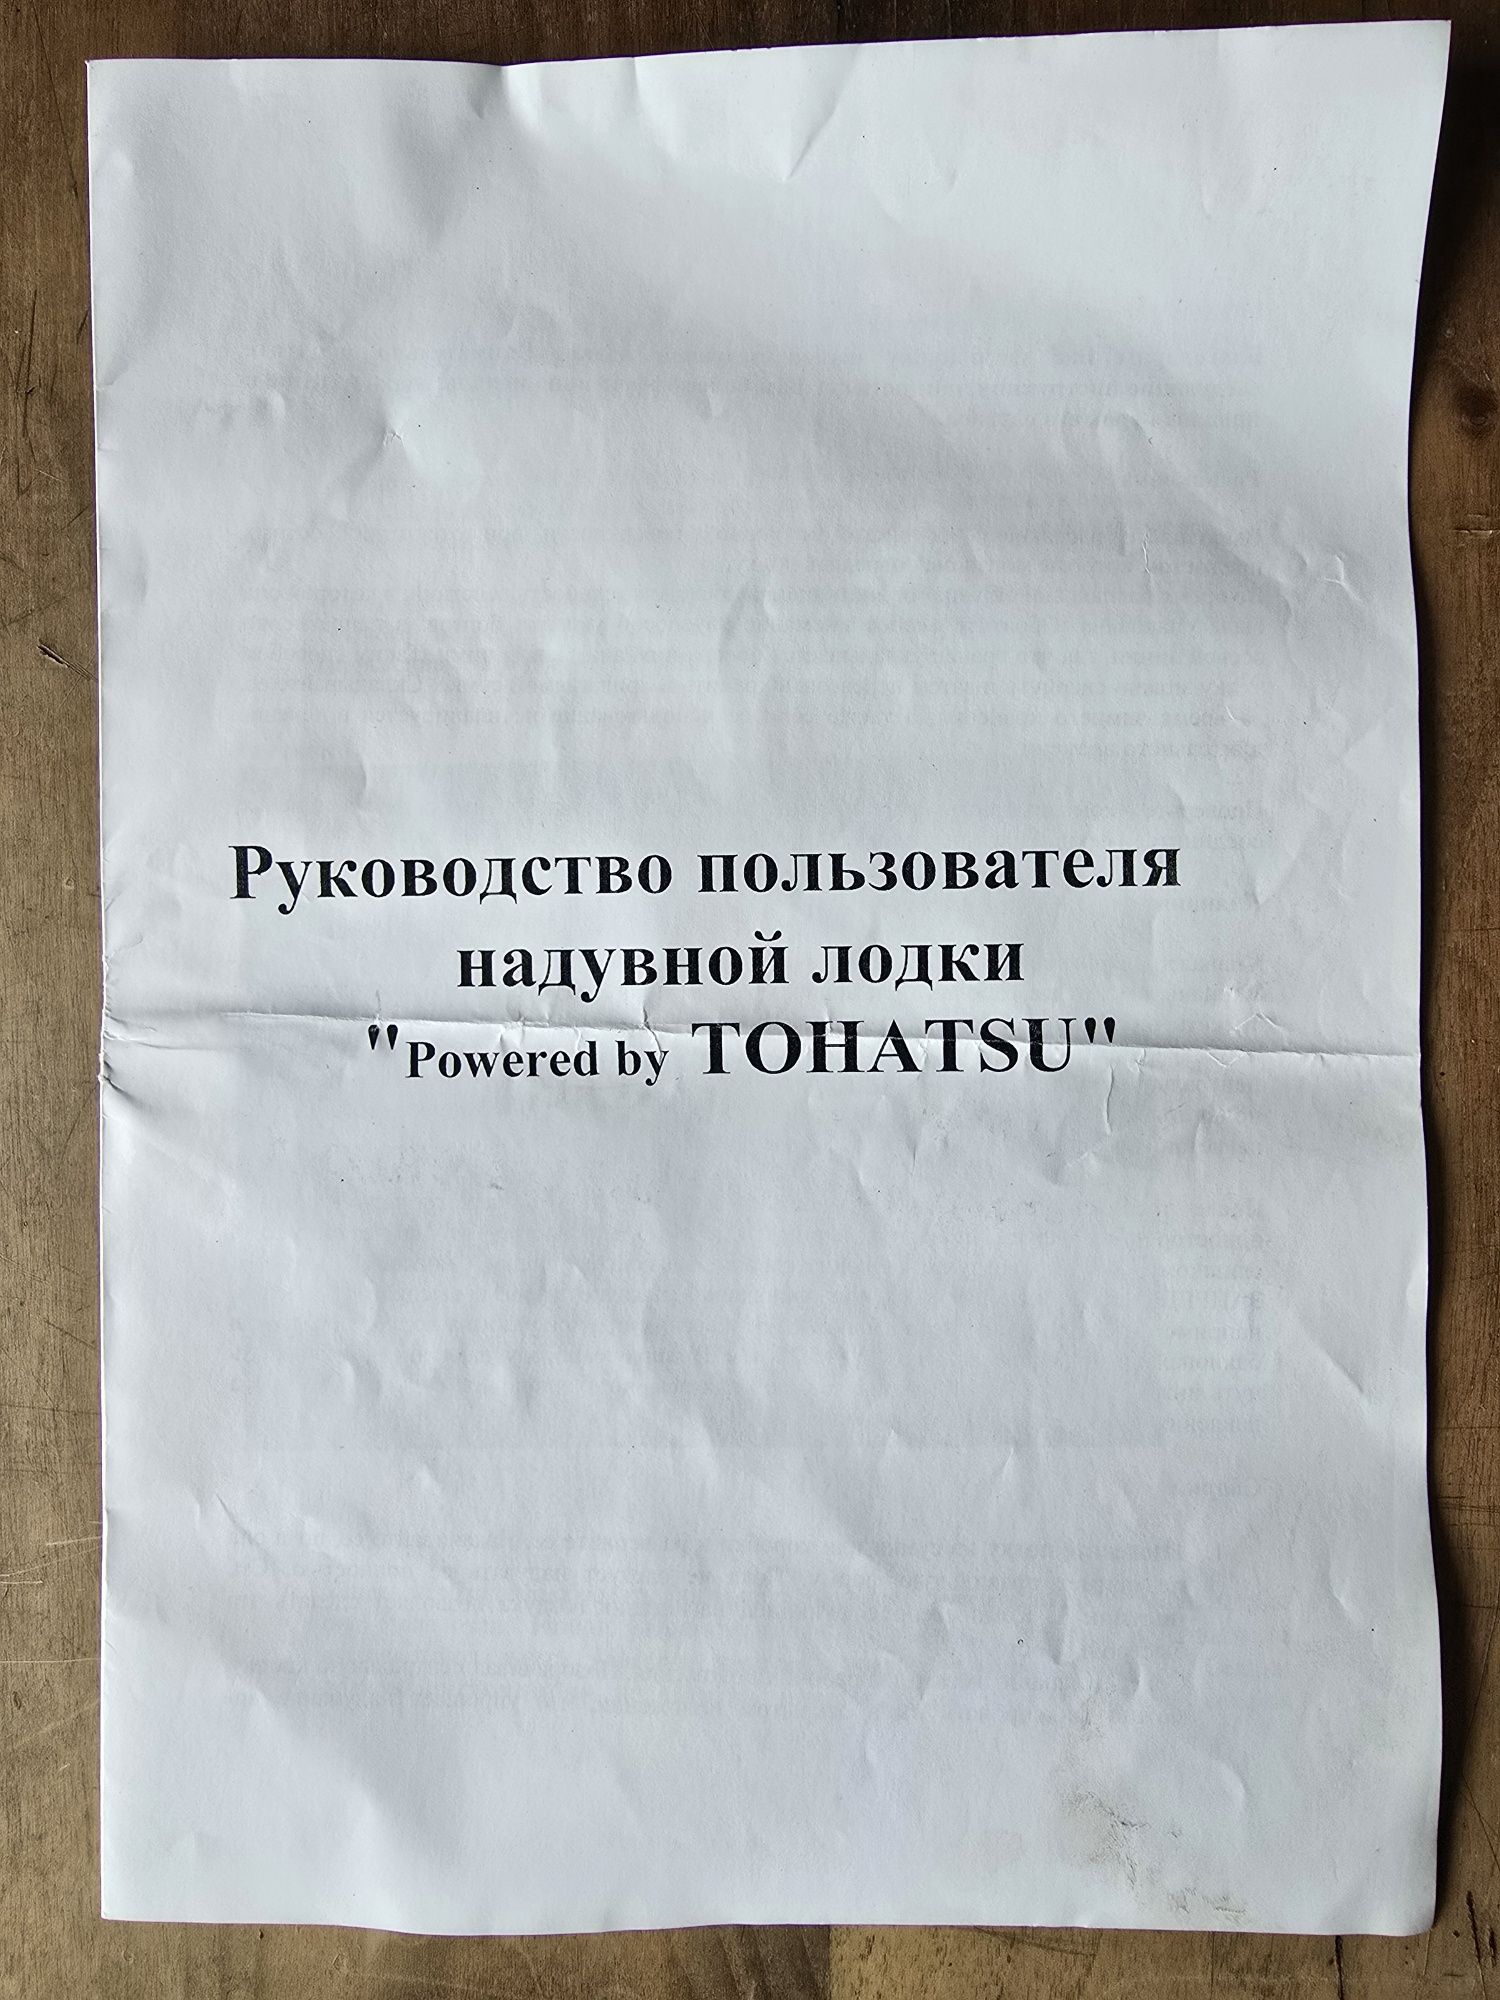 Руководство пользователя
надувной лодки
"Powered by TOHATSU"